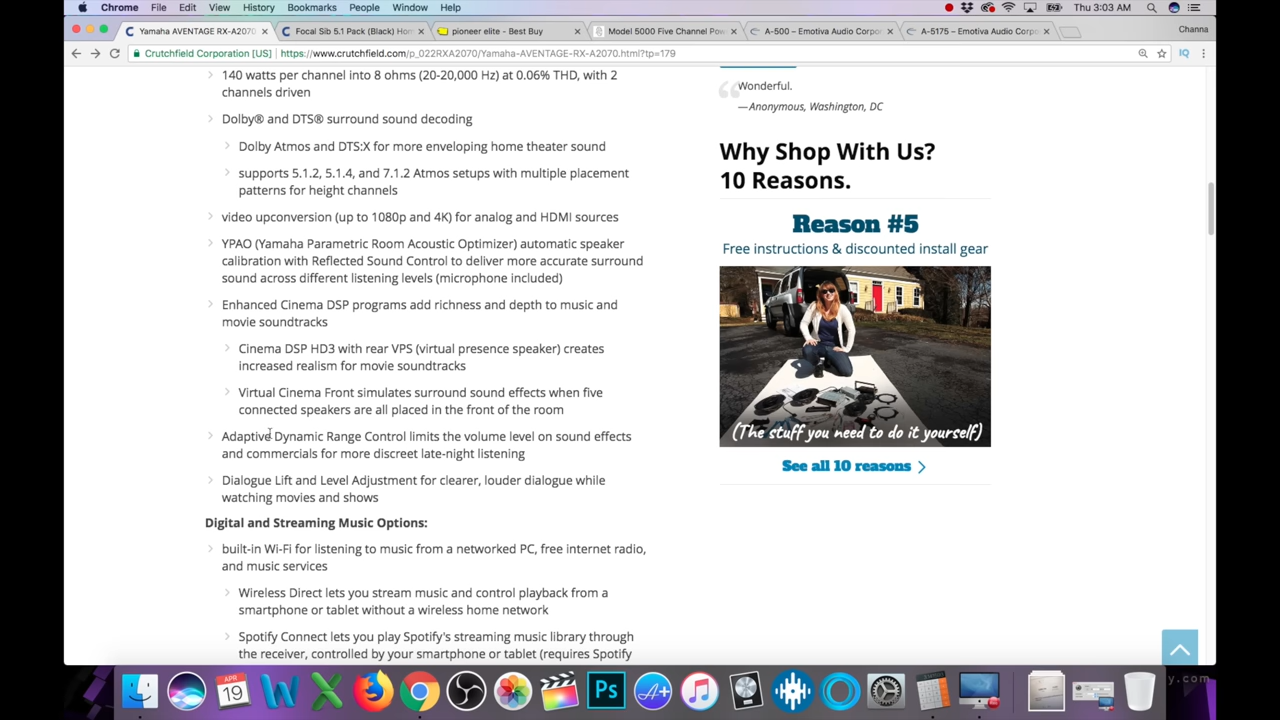 Chrome File Edit View History Bookmarks People Window Help Thu 3:03 AM
Yamaha AVENTAGE RX-A2070 Focal Sib 5.1 Pack (Black) Hom pioneer elite - Best Buy Model 5000 Five Channel Pow A-500 – Emotiva Audio Corpor A-5175 – Emotiva Audio Corpo Channa
Crutchfield Corporation [US] https://www.crutchfield.com/p_022RXA2070/Yamaha-AVENTAGE-RX-A2070.html?tp=179
140 watts per channel into 8 ohms (20-20,000 Hz) at 0.06% THD, with 2
channels driven
Dolby® and DTS® surround sound decoding
Dolby Atmos and DTS:X for more enveloping home theater sound
supports 5.1.2, 5.1.4, and 7.1.2 Atmos setups with multiple placement
patterns for height channels
video upconversion (up to 1080p and 4K) for analog and HDMI sources
YPAO (Yamaha Parametric Room Acoustic Optimizer) automatic speaker
calibration with Reflected Sound Control to deliver more accurate surround
sound across different listening levels (microphone included)
Enhanced Cinema DSP programs add richness and depth to music and
movie soundtracks
Cinema DSP HD3 with rear VPS (virtual presence speaker) creates
increased realism for movie soundtracks
Virtual Cinema Front simulates surround sound effects when five
connected speakers are all placed in the front of the room
Adaptive Dynamic Range Control limits the volume level on sound effects
and commercials for more discreet late-night listening
Dialogue Lift and Level Adjustment for clearer, louder dialogue while
watching movies and shows
Digital and Streaming Music Options:
built-in Wi-Fi for listening to music from a networked PC, free internet radio,
and music services
Wireless Direct lets you stream music and control playback from a
smartphone or tablet without a wireless home network
Spotify Connect lets you play Spotify's streaming music library through
the receiver, controlled by your smartphone or tablet (requires Spotify
Wonderful.
— Anonymous, Washington, DC
Why Shop With Us?
10 Reasons.
Reason #5
Free instructions & discounted install gear
(The stuff you need to do it yourself)
See all 10 reasons
APR
19
Ps
y.com